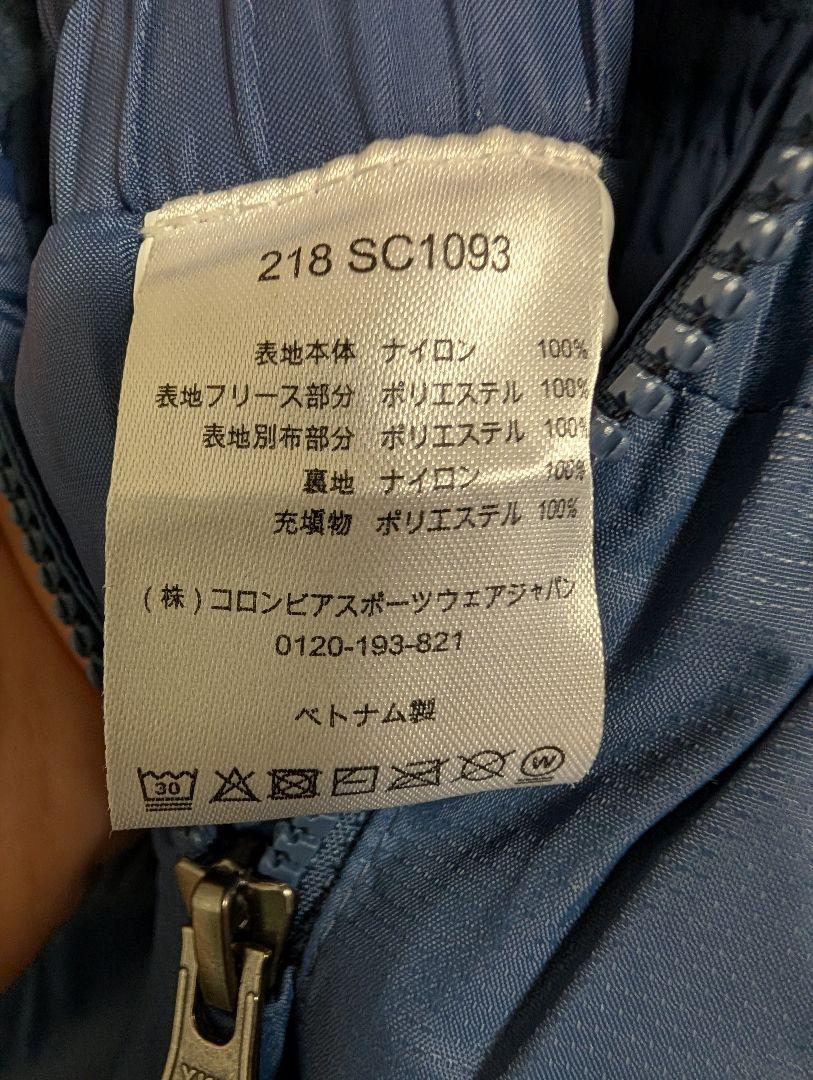 218 SC1093
表地本体 ナイロン 100%
表地フリース部分 ポリエステル 100%
表地別布部分 ポリエステル 100%
裏地 ナイロン 100%
充填物 ポリエステル 100%
(株)コロンビアスポーツウェアジャパン
0120-193-821
ベトナム製
30 W